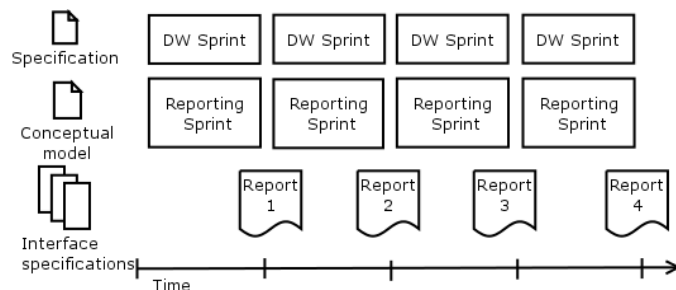 Specification
DW Sprint
DW Sprint
DW Sprint
DW Sprint
Conceptual
model
Reporting
Sprint
Reporting
Sprint
Reporting
Sprint
Reporting
Sprint
Interface
specifications
Report
1
Report
2
Report
3
Report
4
Time